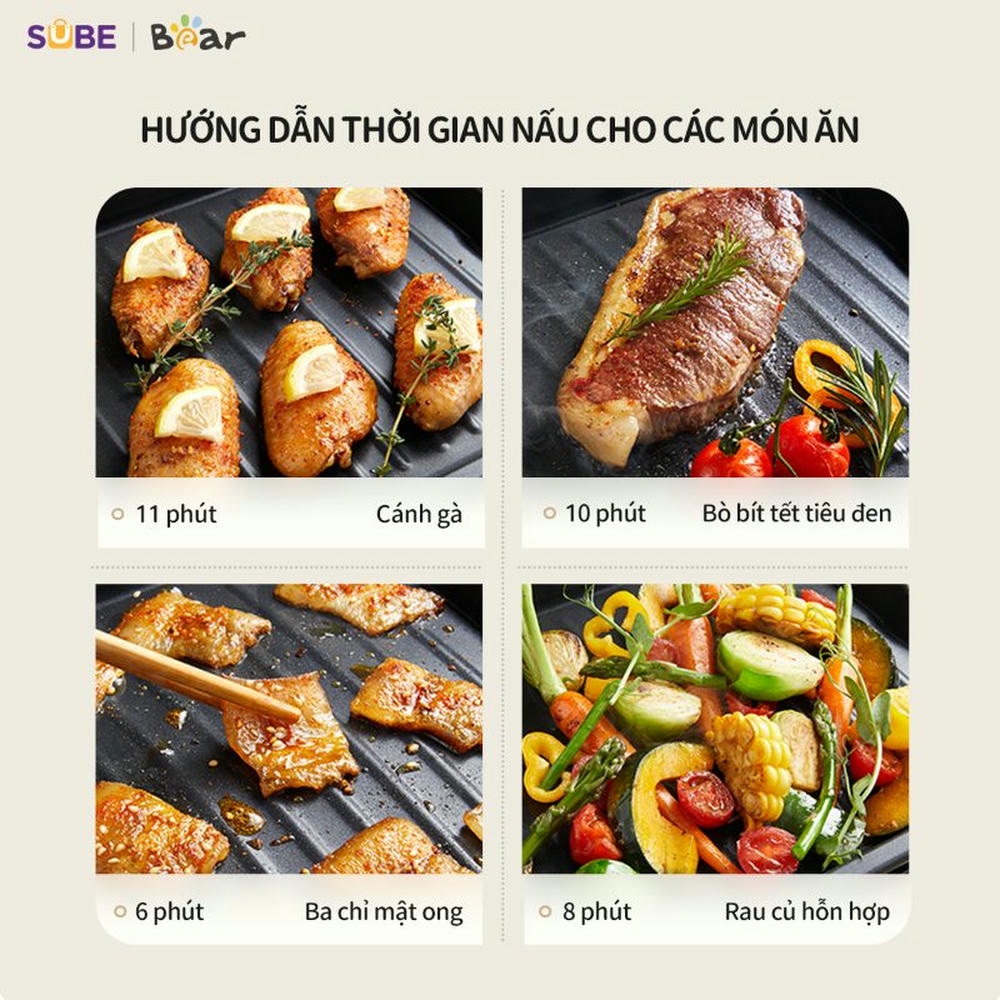 SUBE | Bear
HƯỚNG DẪN THỜI GIAN NẤU CHO CÁC MÓN ĂN
11 phút Cánh gà
10 phút Bò bít tết tiêu đen
6 phút Ba chỉ mật ong
8 phút Rau củ hỗn hợp